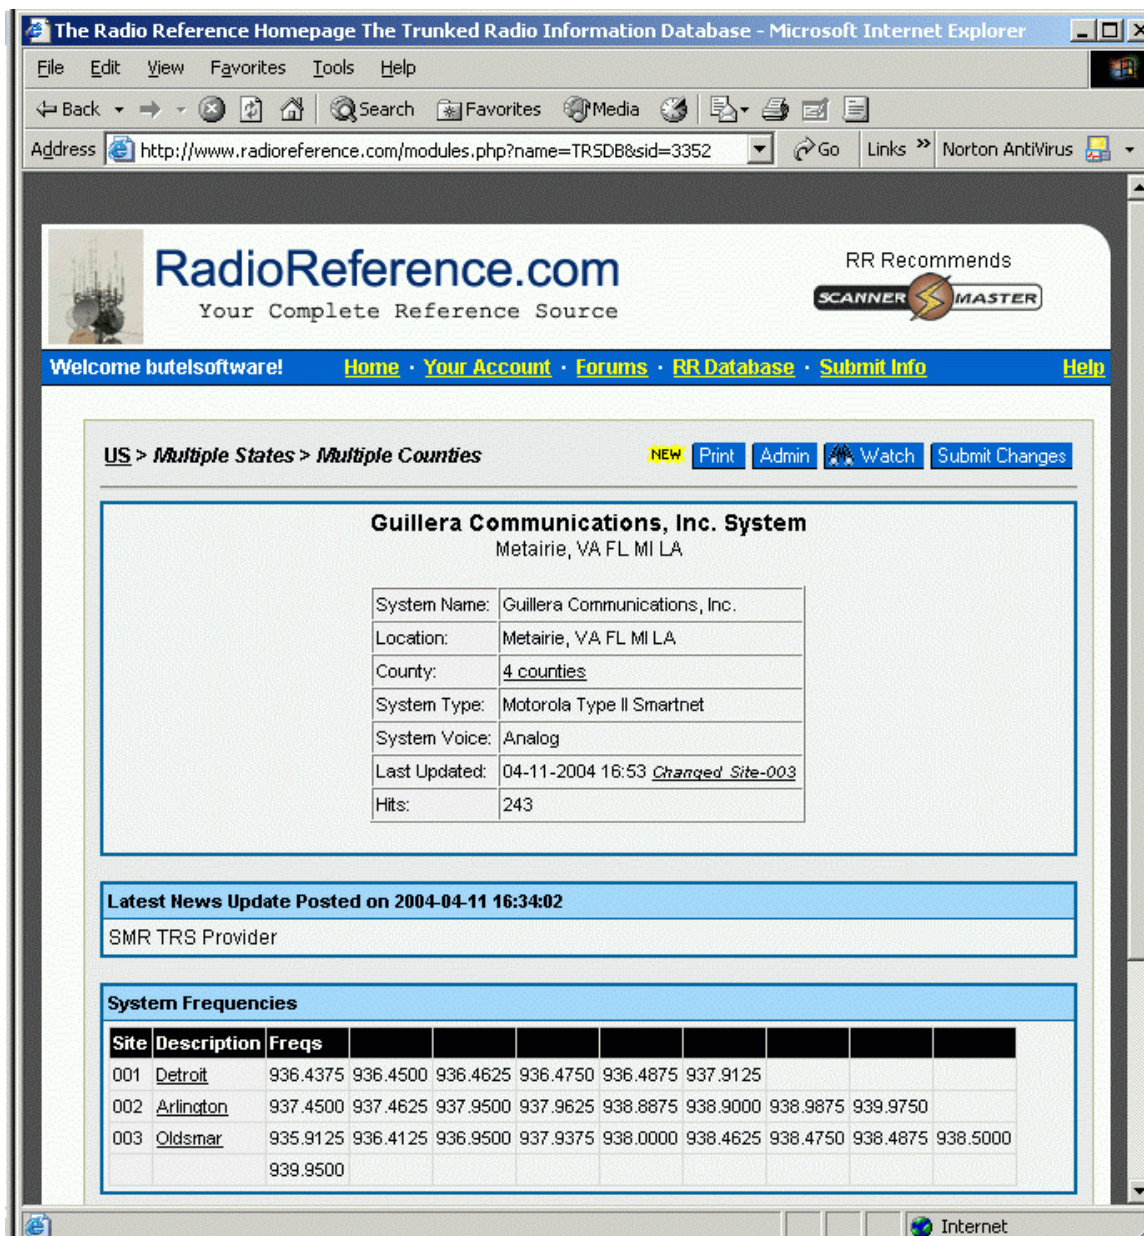 The Radio Reference Homepage The Trunked Radio Information Database - Microsoft Internet Explorer
File Edit View Favorites Tools Help
Back Search Favorites Media
Address http://www.radioreference.com/modules.php?name=TRSDB&sid=3352 Go Links » Norton AntiVirus
RadioReference.com
Your Complete Reference Source
RR Recommends
SCANNER MASTER
Welcome butelsoftware! Home · Your Account · Forums · RR Database · Submit Info Help
US > Multiple States > Multiple Counties NEW Print Admin Watch Submit Changes
Guillera Communications, Inc. System
Metairie, VA FL MI LA
System Name: Guillera Communications, Inc.
Location: Metairie, VA FL MI LA
County: 4 counties
System Type: Motorola Type II Smartnet
System Voice: Analog
Last Updated: 04-11-2004 16:53 Changed Site-003
Hits: 243
Latest News Update Posted on 2004-04-11 16:34:02
SMR TRS Provider
System Frequencies
Site Description Freqs
001 Detroit 936.4375 936.4500 936.4625 936.4750 936.4875 937.9125
002 Arlington 937.4500 937.4625 937.9500 937.9625 938.8875 938.9000 938.9875 939.9750
003 Oldsmar 935.9125 936.4125 936.9500 937.9375 938.0000 938.4625 938.4750 938.4875 938.5000
939.9500
Internet